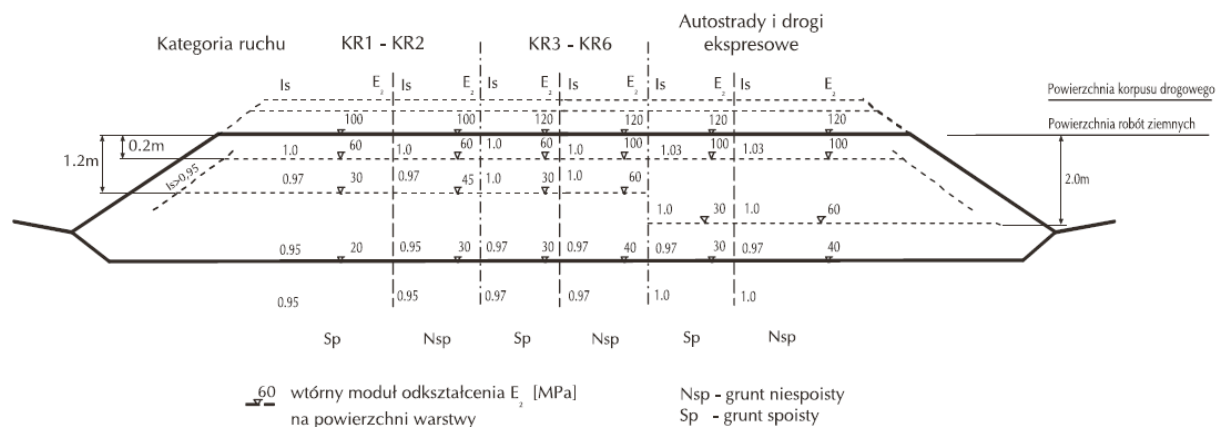 Kategoria ruchu KR1 - KR2 KR3 - KR6 Autostrady i drogi
ekspresowe
Is E₂ Is E₂ Is E₂ Is E₂ Is E₂ Is E₂
Powierzchnia korpusu drogowego
100 100 120 120 120 120
Powierzchnia robót ziemnych
0.2m
1.0 60 1.0 60 1.0 60 1.0 100 1.03 100 1.03 100
1.2m
Is>0,95
0.97 30 0.97 45 1.0 30 1.0 60
2.0m
1.0 30 1.0 60
0.95 20 0.95 30 0.97 30 0.97 40 0.97 30 0.97 40
0.95 0.95 0.97 0.97 1.0 1.0
Sp Nsp Sp Nsp Sp Nsp
60 wtórny moduł odkształcenia E₂ [MPa]
na powierzchni warstwy
Nsp - grunt niespoisty
Sp - grunt spoisty